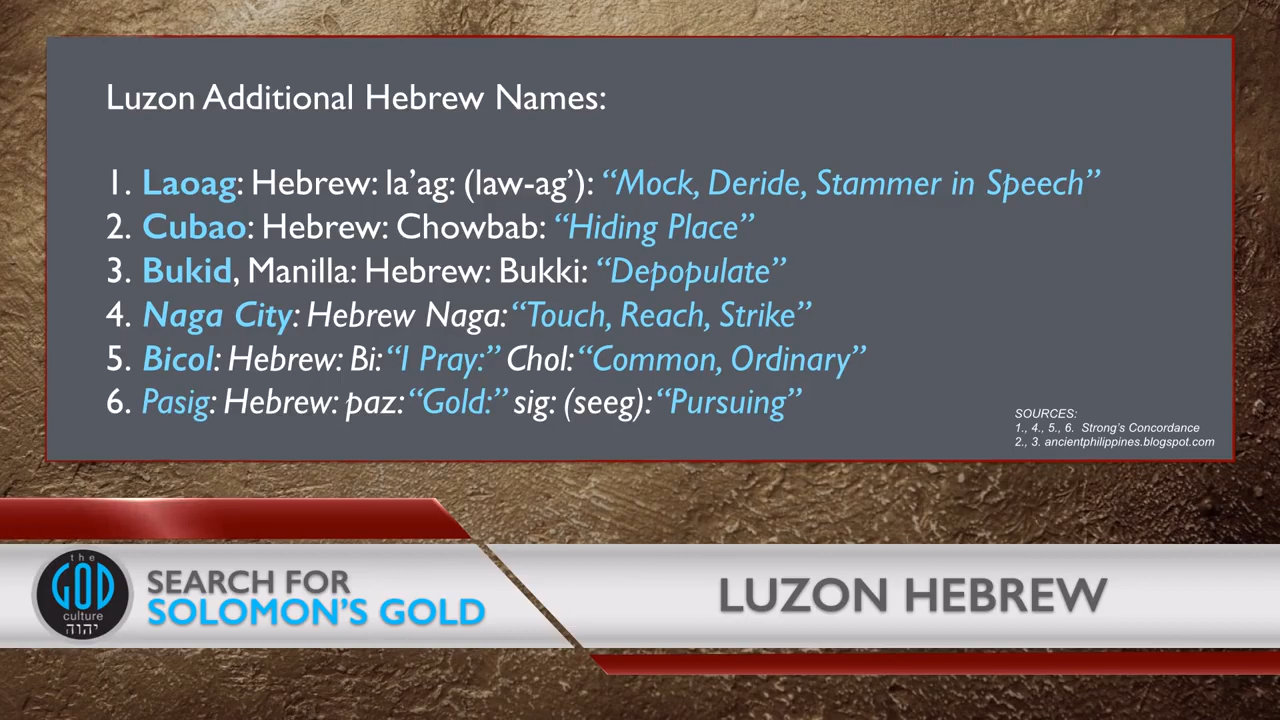 Luzon Additional Hebrew Names:
1. Laoag: Hebrew: la’ag: (law-ag’): “Mock, Deride, Stammer in Speech”
2. Cubao: Hebrew: Chowbab: “Hiding Place”
3. Bukid, Manilla: Hebrew: Bukki: “Depopulate”
4. Naga City: Hebrew Naga: “Touch, Reach, Strike”
5. Bicol: Hebrew: Bi: “I Pray:” Chol: “Common, Ordinary”
6. Pasig: Hebrew: paz: “Gold:” sig: (seeg): “Pursuing”
SOURCES:
1., 4., 5., 6. Strong’s Concordance
2., 3. ancientphilippines.blogspot.com
the
GOD
culture
יהוה
SEARCH FOR
SOLOMON’S GOLD
LUZON HEBREW